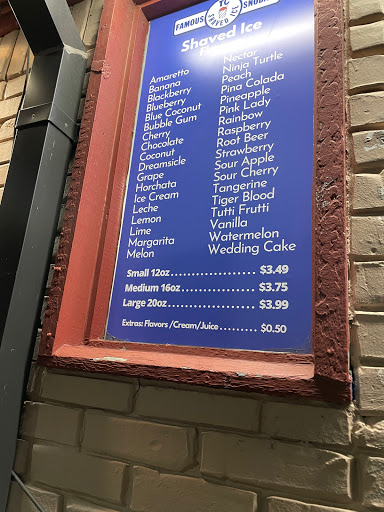 FAMOUS TC
SHAVED ICE
Shaved Ice
Amaretto
Banana
Blackberry
Blueberry
Blue Coconut
Bubble Gum
Cherry
Chocolate
Coconut
Dreamsicle
Grape
Horchata
Ice Cream
Leche
Lemon
Lime
Margarita
Melon
Nectar
Ninja Turtle
Peach
Pina Colada
Pineapple
Pink Lady
Rainbow
Raspberry
Root Beer
Strawberry
Sour Apple
Sour Cherry
Tangerine
Tiger Blood
Tutti Frutti
Vanilla
Watermelon
Wedding Cake
Small 12oz...................... $3.49
Medium 16oz.................. $3.75
Large 20oz..................... $3.99
Extras: Flavors /Cream/Juice......... $0.50